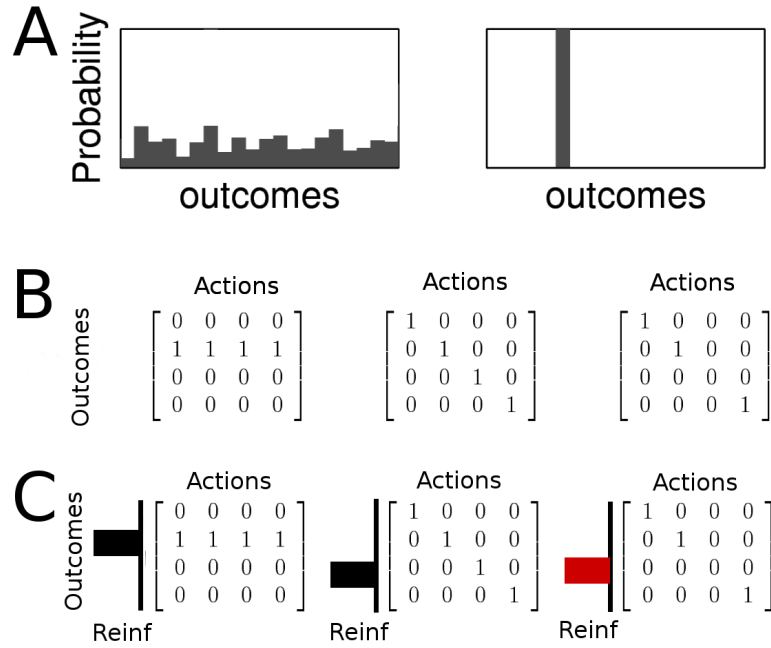 A
Probability
outcomes
outcomes
B
Outcomes
Actions
0 0 0 0
1 1 1 1
0 0 0 0
0 0 0 0
Actions
1 0 0 0
0 1 0 0
0 0 1 0
0 0 0 1
Actions
1 0 0 0
0 1 0 0
0 0 0 0
0 0 0 1
C
Outcomes
Reinf
Actions
0 0 0 0
1 1 1 1
0 0 0 0
0 0 0 0
Reinf
Actions
1 0 0 0
0 1 0 0
0 0 1 0
0 0 0 1
Reinf
Actions
1 0 0 0
0 1 0 0
0 0 0 0
0 0 0 1